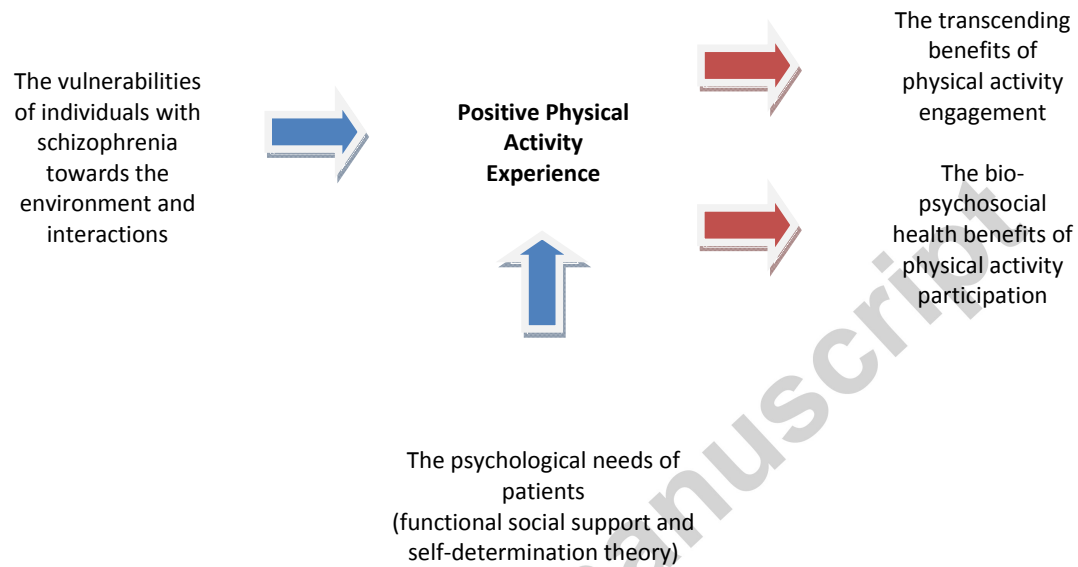 The vulnerabilities
of individuals with
schizophrenia
towards the
environment and
interactions
Positive Physical
Activity
Experience
The transcending
benefits of
physical activity
engagement
The bio-
psychosocial
health benefits of
physical activity
participation
The psychological needs of
patients
(functional social support and
self-determination theory)
anuscript